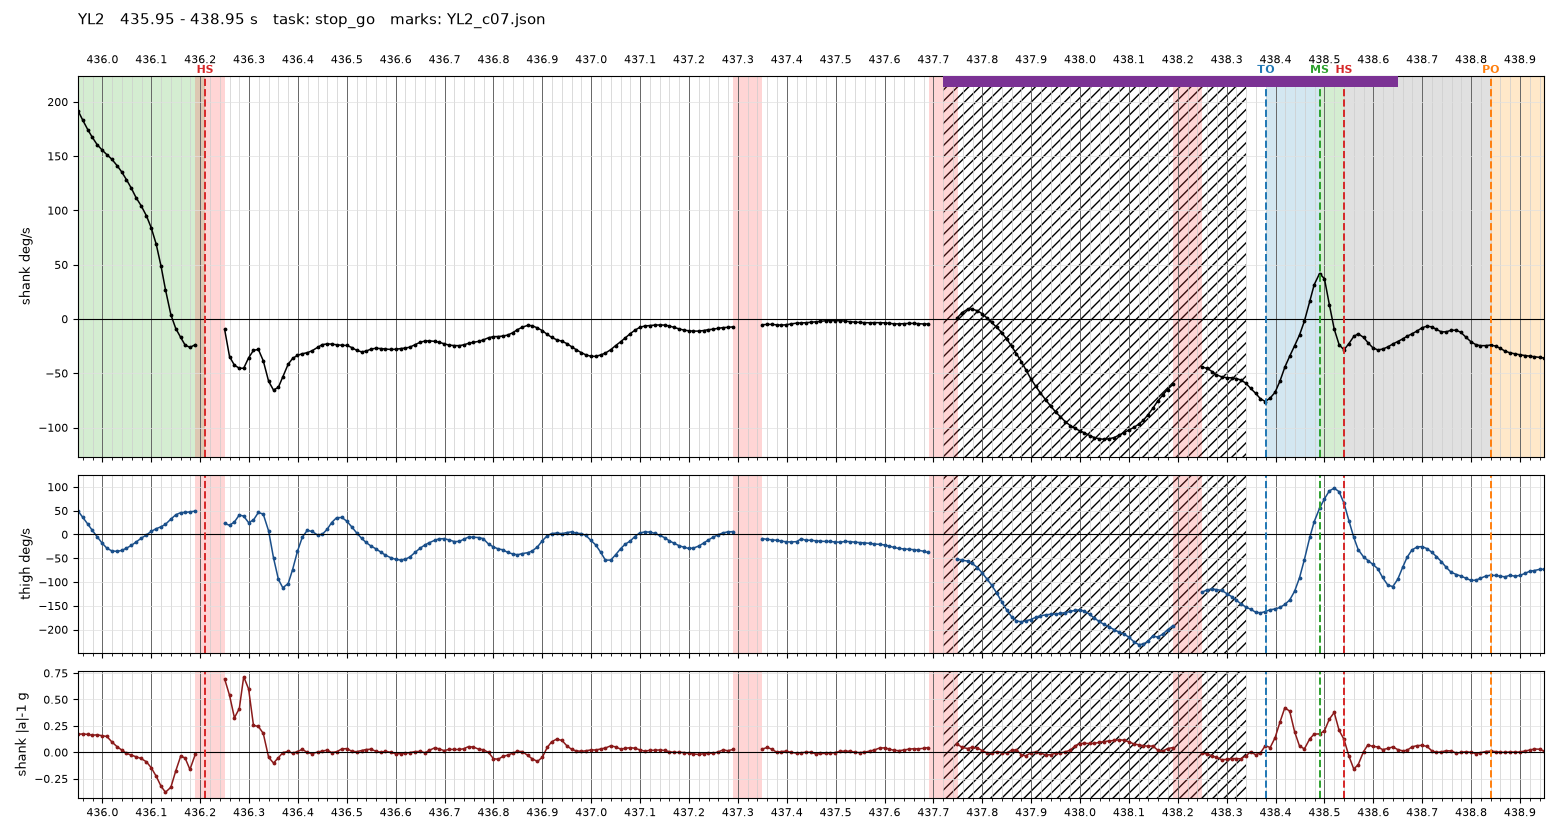 YL2   435.95 - 438.95 s   task: stop_go   marks: YL2_c07.json
436.0 436.1 436.2 436.3 436.4 436.5 436.6 436.7 436.8 436.9 437.0 437.1 437.2 437.3 437.4 437.5 437.6 437.7 437.8 437.9 438.0 438.1 438.2 438.3 438.4 438.5 438.6 438.7 438.8 438.9
HS TO MS HS PO
shank deg/s
200
150
100
50
0
−50
−100
thigh deg/s
100
50
0
−50
−100
−150
−200
shank |a|-1 g
0.75
0.50
0.25
0.00
−0.25
436.0 436.1 436.2 436.3 436.4 436.5 436.6 436.7 436.8 436.9 437.0 437.1 437.2 437.3 437.4 437.5 437.6 437.7 437.8 437.9 438.0 438.1 438.2 438.3 438.4 438.5 438.6 438.7 438.8 438.9